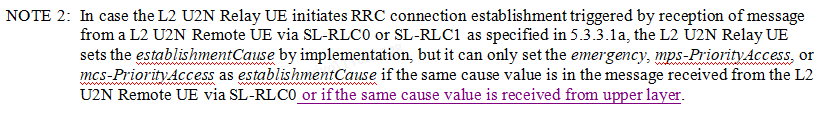 NOTE 2: In case the L2 U2N Relay UE initiates RRC connection establishment triggered by reception of message
from a L2 U2N Remote UE via SL-RLC0 or SL-RLC1 as specified in 5.3.3.1a, the L2 U2N Relay UE
sets the establishmentCause by implementation, but it can only set the emergency, mps-PriorityAccess, or
mcs-PriorityAccess as establishmentCause if the same cause value is in the message received from the L2
U2N Remote UE via SL-RLC0 or if the same cause value is received from upper layer.